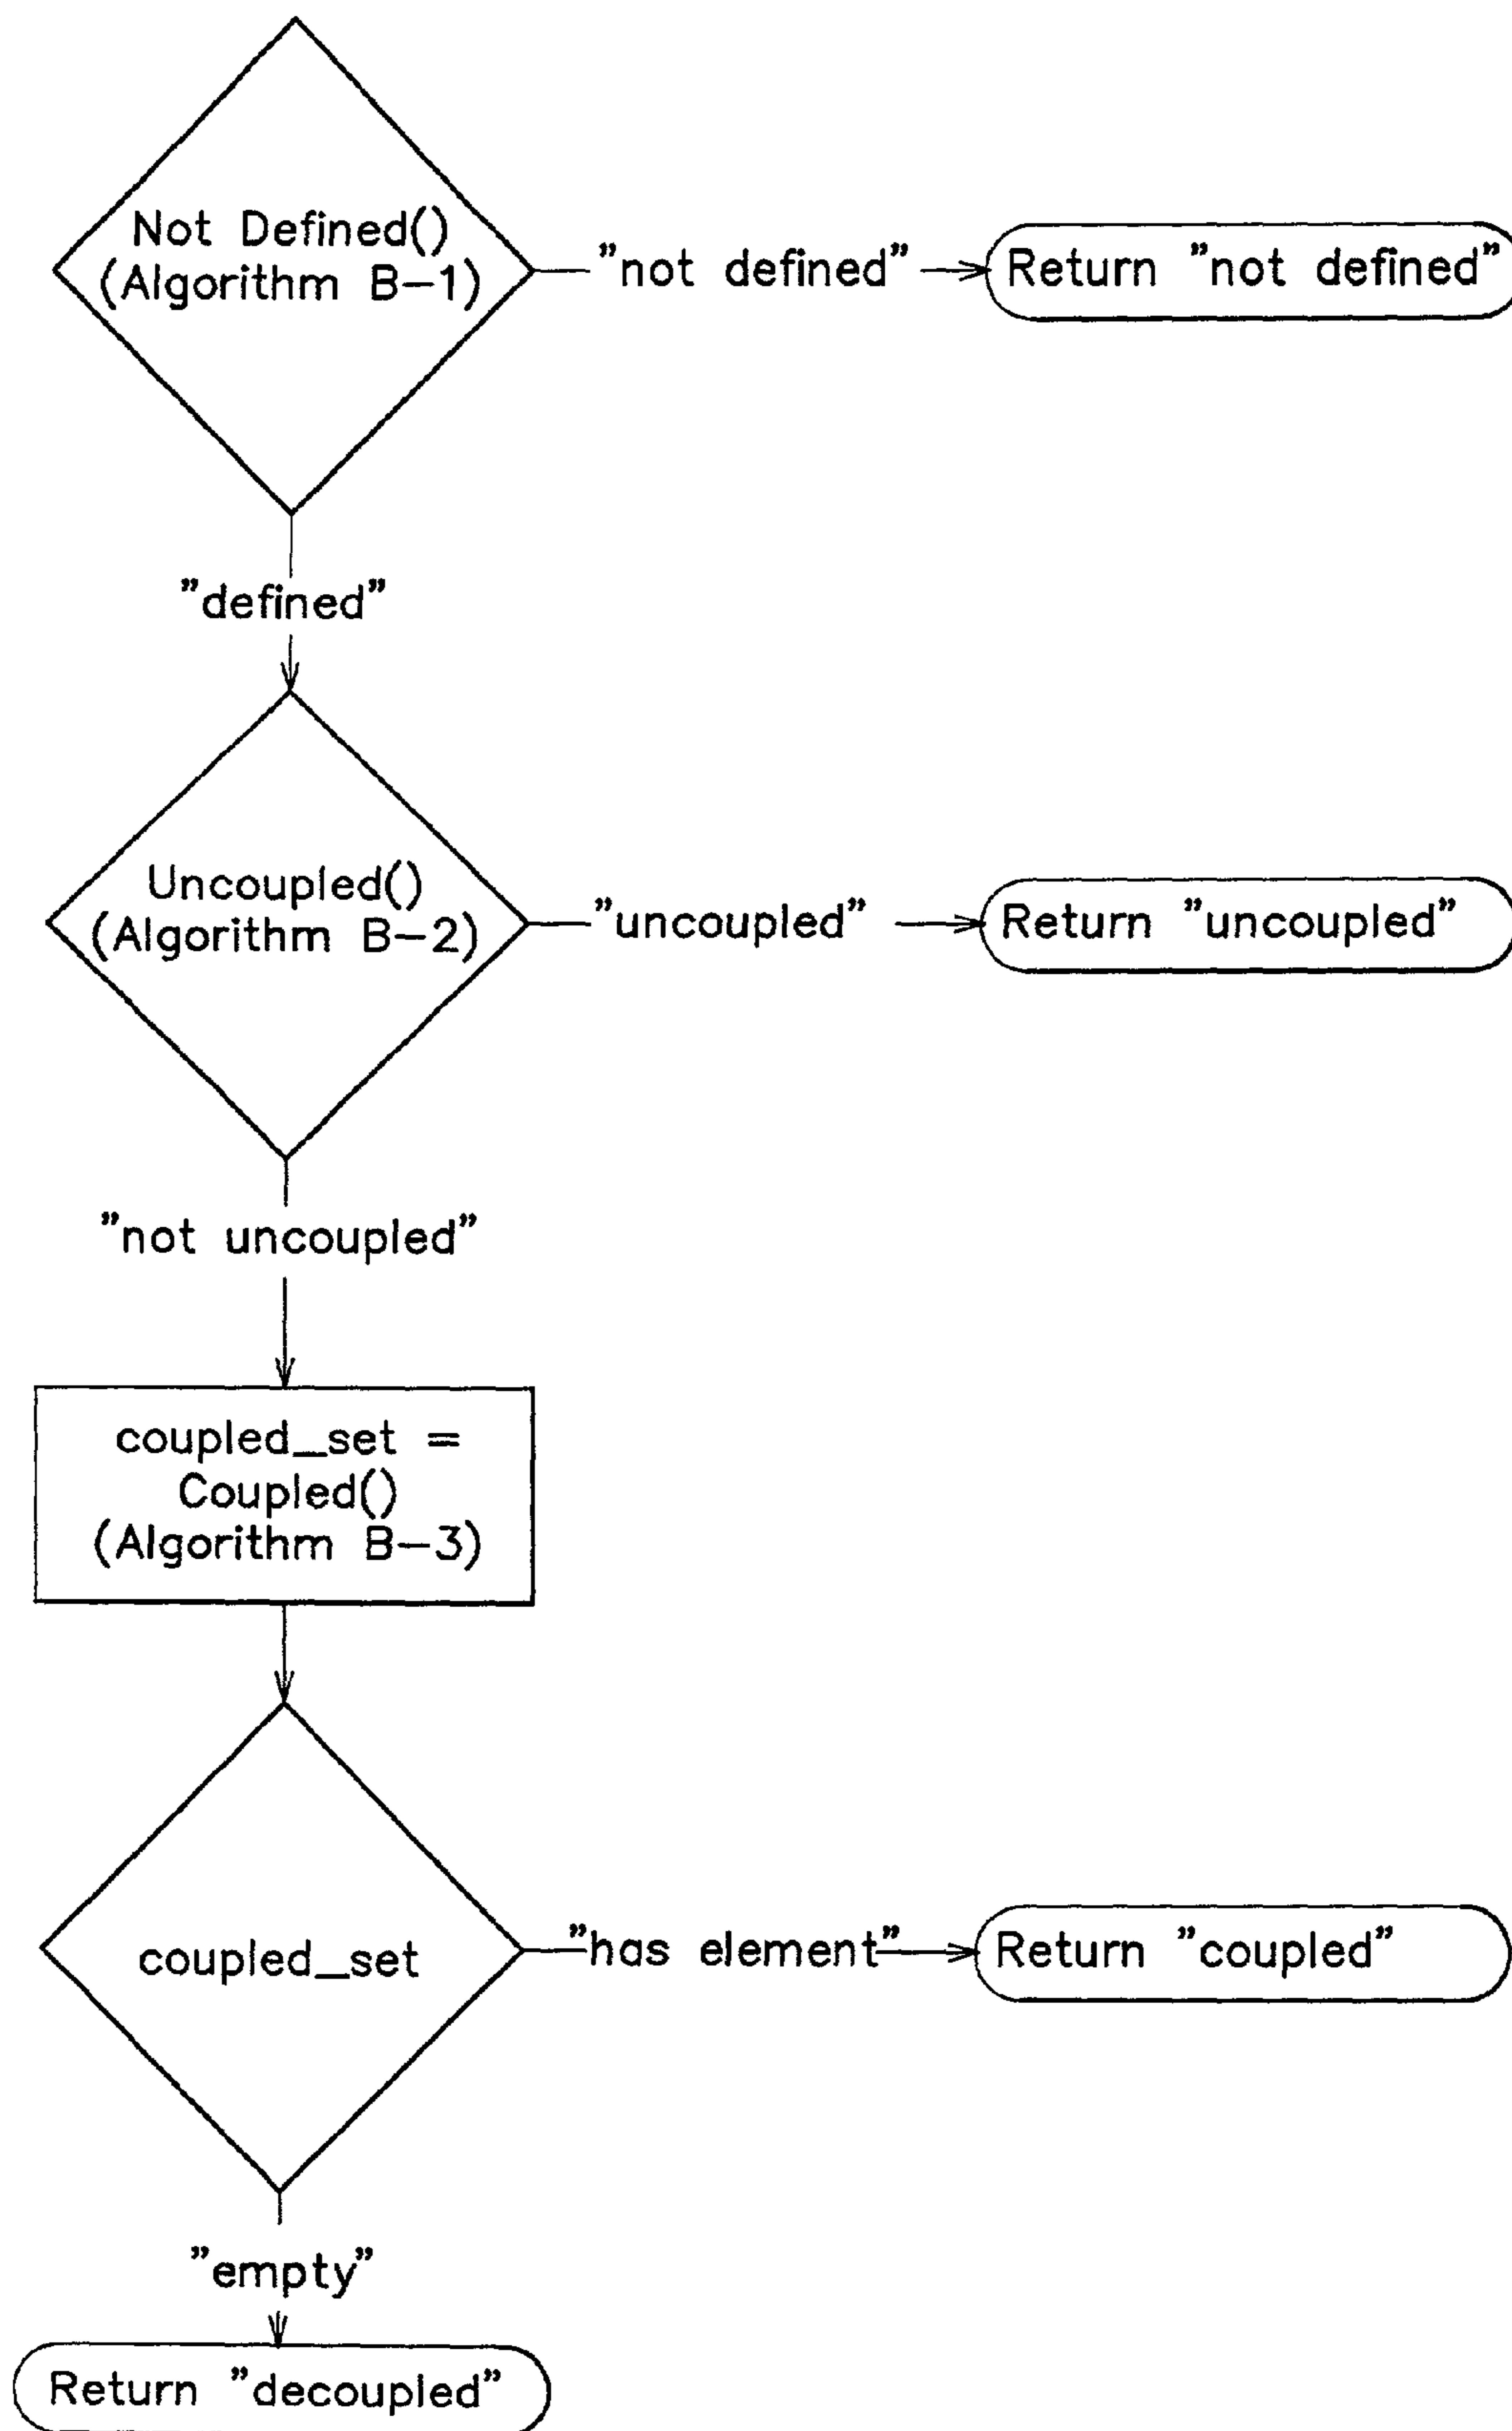 Not Defined()
(Algorithm B-1)
"not defined"
Return "not defined"
"defined"
Uncoupled()
(Algorithm B-2)
"uncoupled"
Return "uncoupled"
"not uncoupled"
coupled_set =
Coupled()
(Algorithm B-3)
coupled_set
"has element"
Return "coupled"
"empty"
Return "decoupled"